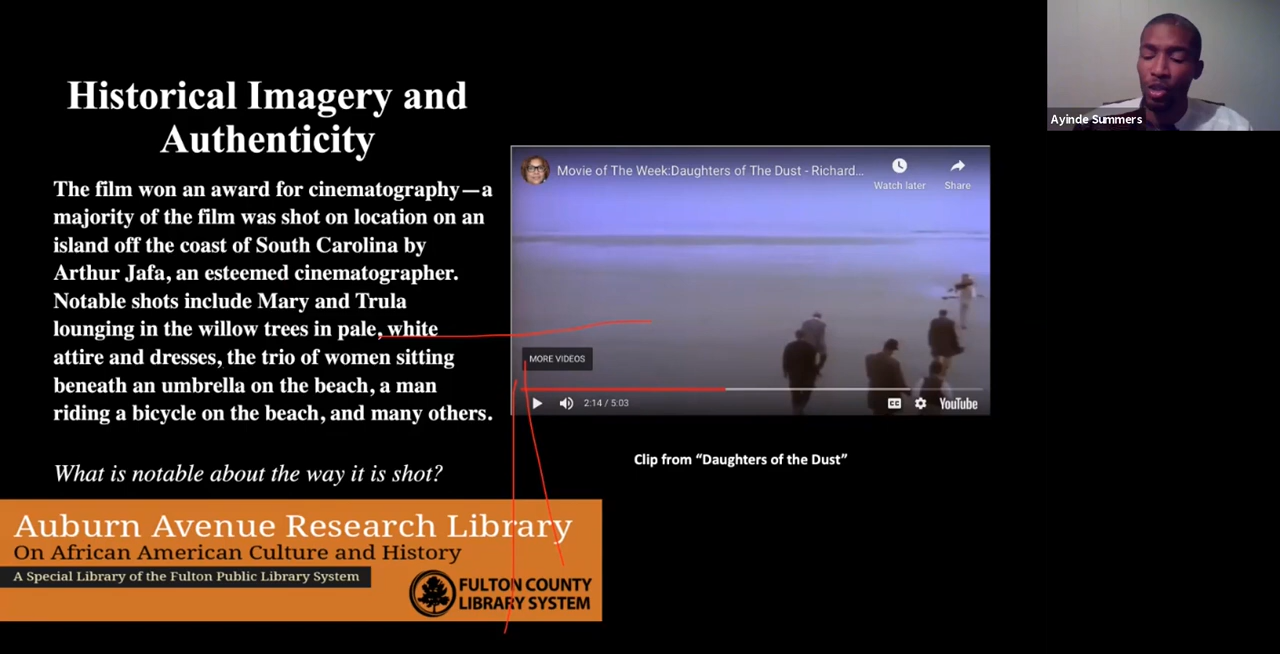 Historical Imagery and
Authenticity
The film won an award for cinematography—a
majority of the film was shot on location on an
island off the coast of South Carolina by
Arthur Jafa, an esteemed cinematographer.
Notable shots include Mary and Trula
lounging in the willow trees in pale, white
attire and dresses, the trio of women sitting
beneath an umbrella on the beach, a man
riding a bicycle on the beach, and many others.
What is notable about the way it is shot?
Auburn Avenue Research Library
On African American Culture and History
A Special Library of the Fulton Public Library System
FULTON COUNTY
LIBRARY SYSTEM
Movie of The Week:Daughters of The Dust - Richard...
Watch later
Share
MORE VIDEOS
2:14 / 5:03
CC
YouTube
Clip from “Daughters of the Dust”
Ayinde Summers